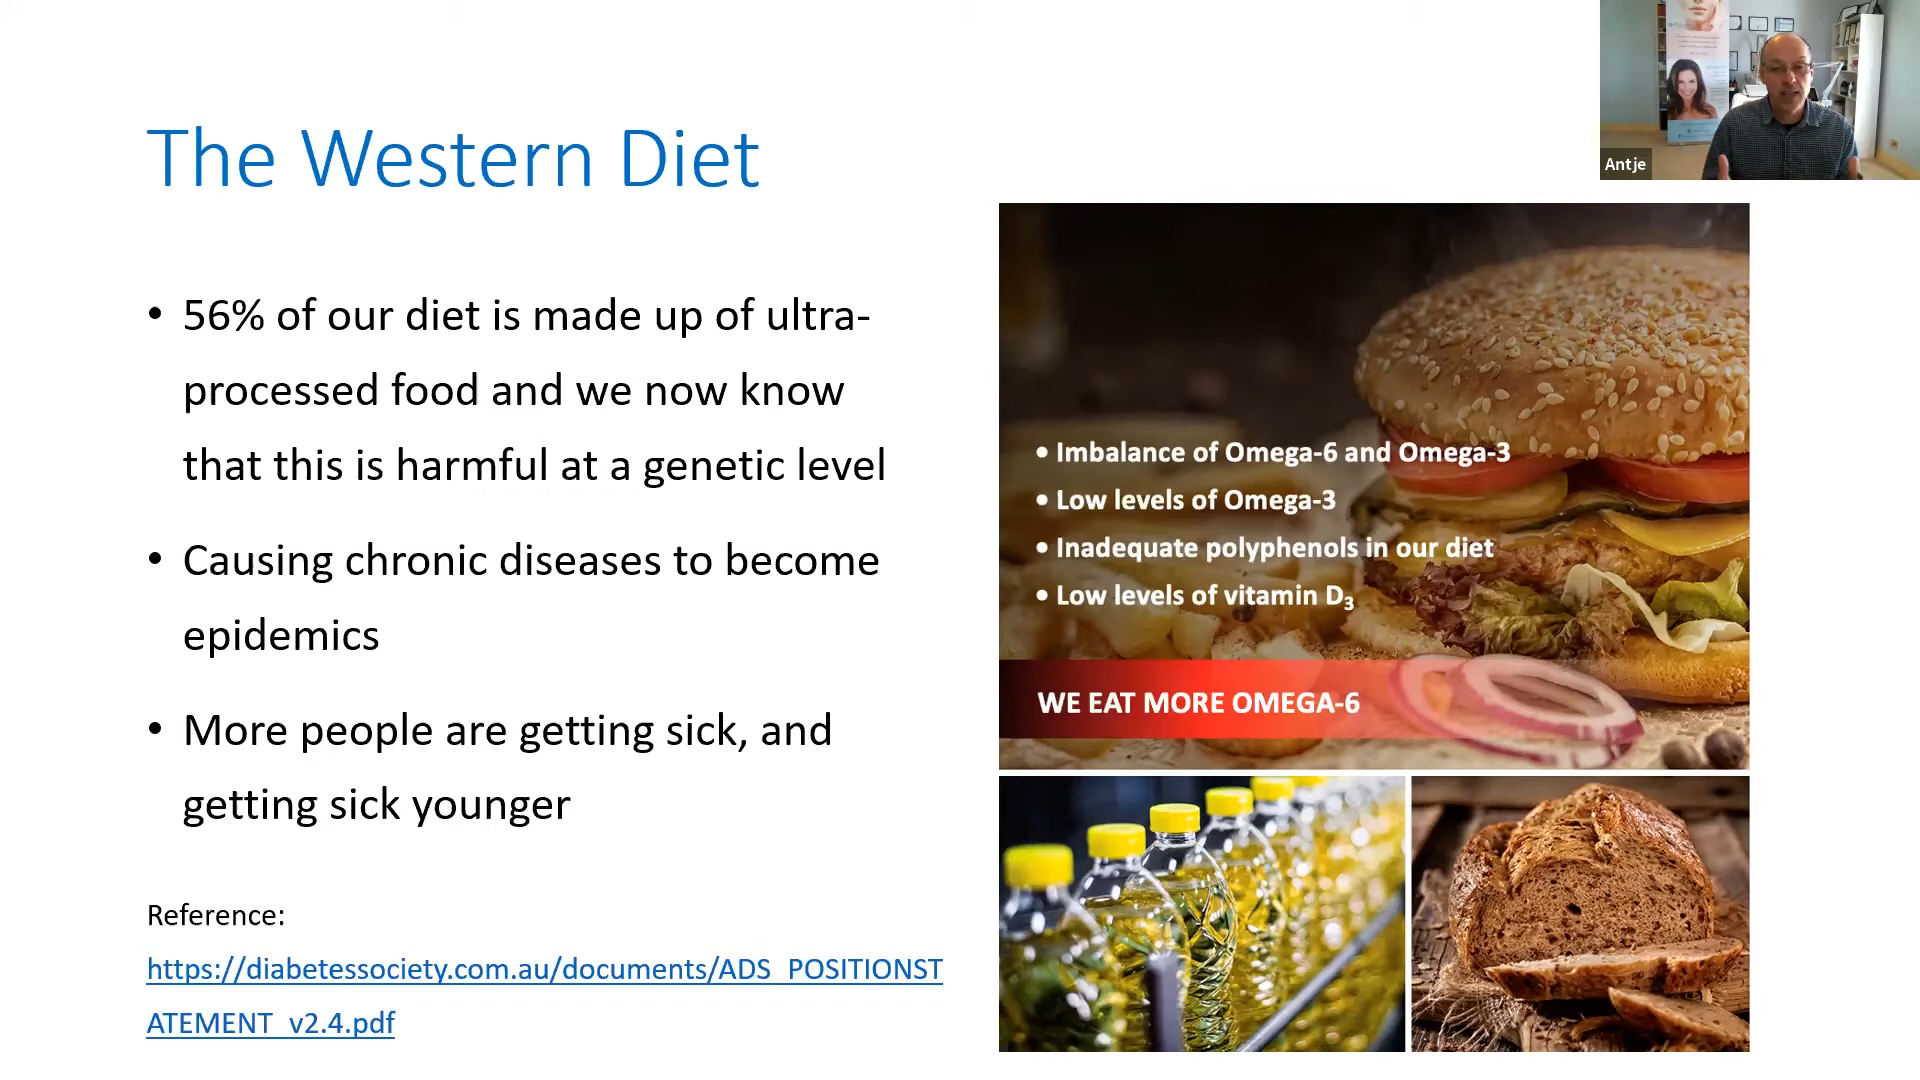 The Western Diet
• 56% of our diet is made up of ultra-
processed food and we now know
that this is harmful at a genetic level
• Causing chronic diseases to become
epidemics
• More people are getting sick, and
getting sick younger
Reference:
https://diabetessociety.com.au/documents/ADS_POSITIONST
ATEMENT_v2.4.pdf
• Imbalance of Omega-6 and Omega-3
• Low levels of Omega-3
• Inadequate polyphenols in our diet
• Low levels of vitamin D₃
WE EAT MORE OMEGA-6
Antje